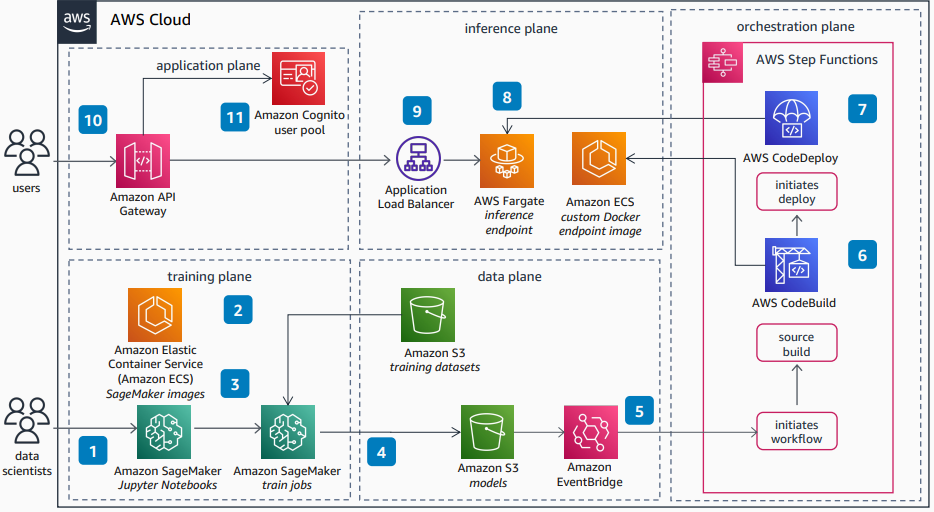 aws
AWS Cloud
application plane
10
11
Amazon Cognito
user pool
users
Amazon API
Gateway
inference plane
9
8
Application
Load Balancer
AWS Fargate
inference
endpoint
Amazon ECS
custom Docker
endpoint image
orchestration plane
AWS Step Functions
7
AWS CodeDeploy
initiates
deploy
6
AWS CodeBuild
source
build
initiates
workflow
training plane
2
Amazon Elastic
Container Service
(Amazon ECS)
SageMaker images
3
data
scientists
1
Amazon SageMaker
Jupyter Notebooks
Amazon SageMaker
train jobs
data plane
Amazon S3
training datasets
4
Amazon S3
models
5
Amazon
EventBridge